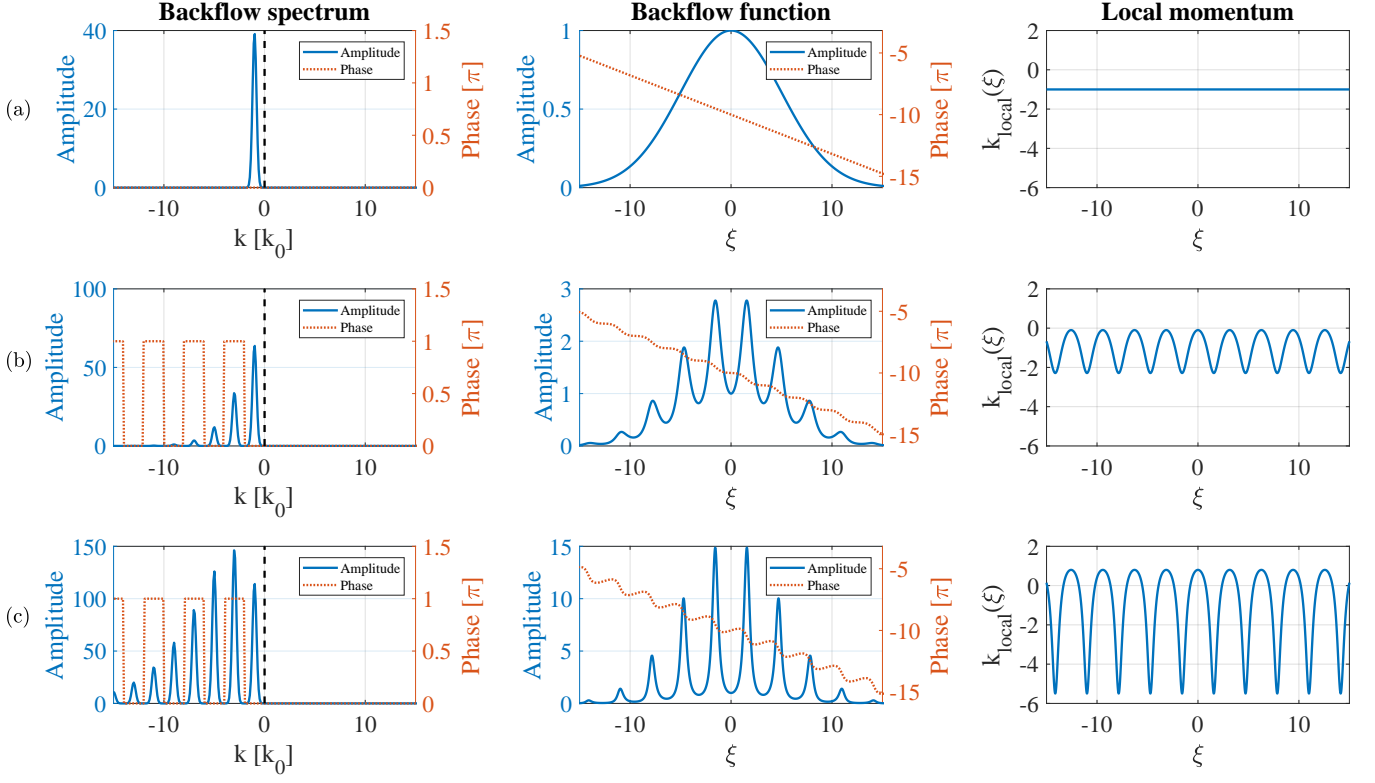 Backflow spectrum
Backflow function
Local momentum
(a)
Amplitude
40
20
0
Amplitude
Phase
1.5
1
0.5
0
Phase [π]
-10
0
10
k [k0]
Amplitude
1
0.5
0
Amplitude
Phase
-5
-10
-15
Phase [π]
-10
0
10
ξ
klocal(ξ)
2
0
-2
-4
-6
-10
0
10
ξ
(b)
Amplitude
100
50
0
Amplitude
Phase
1.5
1
0.5
0
Phase [π]
-10
0
10
k [k0]
Amplitude
3
2
1
0
Amplitude
Phase
-5
-10
-15
Phase [π]
-10
0
10
ξ
klocal(ξ)
2
0
-2
-4
-6
-10
0
10
ξ
(c)
Amplitude
150
100
50
0
Amplitude
Phase
1.5
1
0.5
0
Phase [π]
-10
0
10
k [k0]
Amplitude
15
10
5
0
Amplitude
Phase
-5
-10
-15
Phase [π]
-10
0
10
ξ
klocal(ξ)
2
0
-2
-4
-6
-10
0
10
ξ